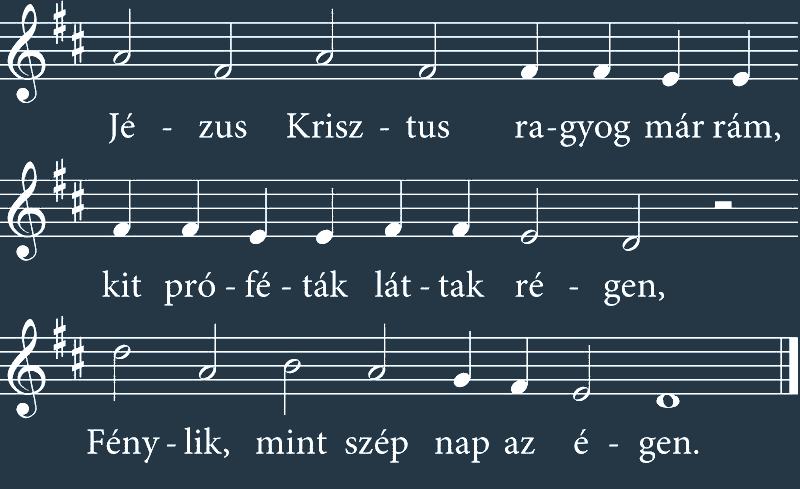 Jé - zus Krisz - tus ra-gyog már rám,
kit pró - fé - ták lát - tak ré - gen,
Fény - lik, mint szép nap az é - gen.